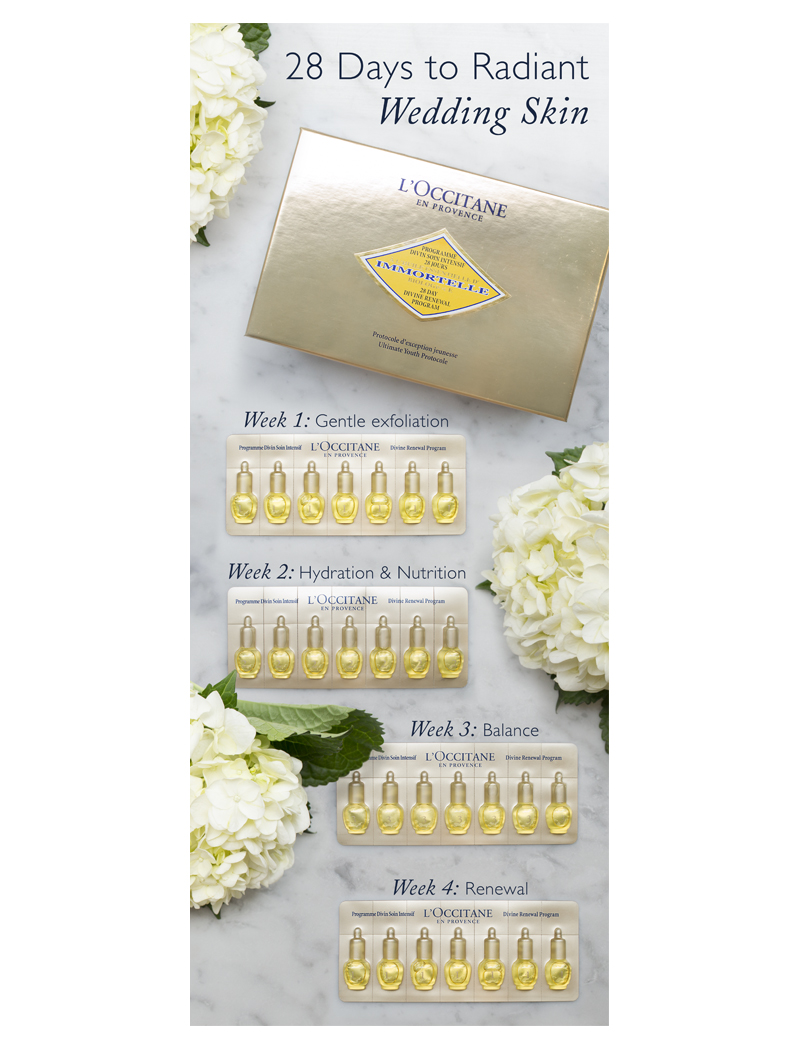 28 Days to Radiant
Wedding Skin
L'OCCITANE
EN PROVENCE
PROGRAMME
DIVIN SOIN INTENSIF
28 JOURS
IMMORTELLE
28 DAY
DIVINE RENEWAL
PROGRAM
Protocole d'exception jeunesse
Ultimate Youth Protocole
Week 1: Gentle exfoliation
Programme Divin Soin Intensif L'OCCITANE Divine Renewal Program
EN PROVENCE
Week 2: Hydration & Nutrition
Programme Divin Soin Intensif L'OCCITANE Divine Renewal Program
EN PROVENCE
Week 3: Balance
Divin Soin Intensif L'OCCITANE Divine Renewal Program
EN PROVENCE
Week 4: Renewal
Programme Divin Soin Intensif L'OCCITANE Divine Renewal Program
EN PROVENCE